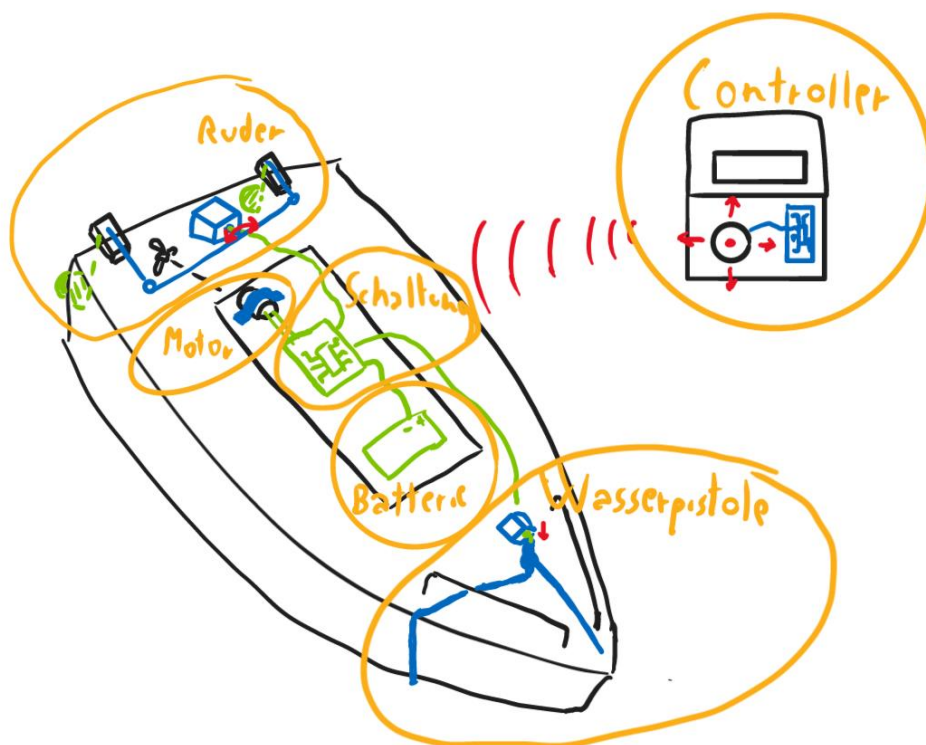 Controller
Ruder
Schaltung
Motor
Batterie
Wasserpistole